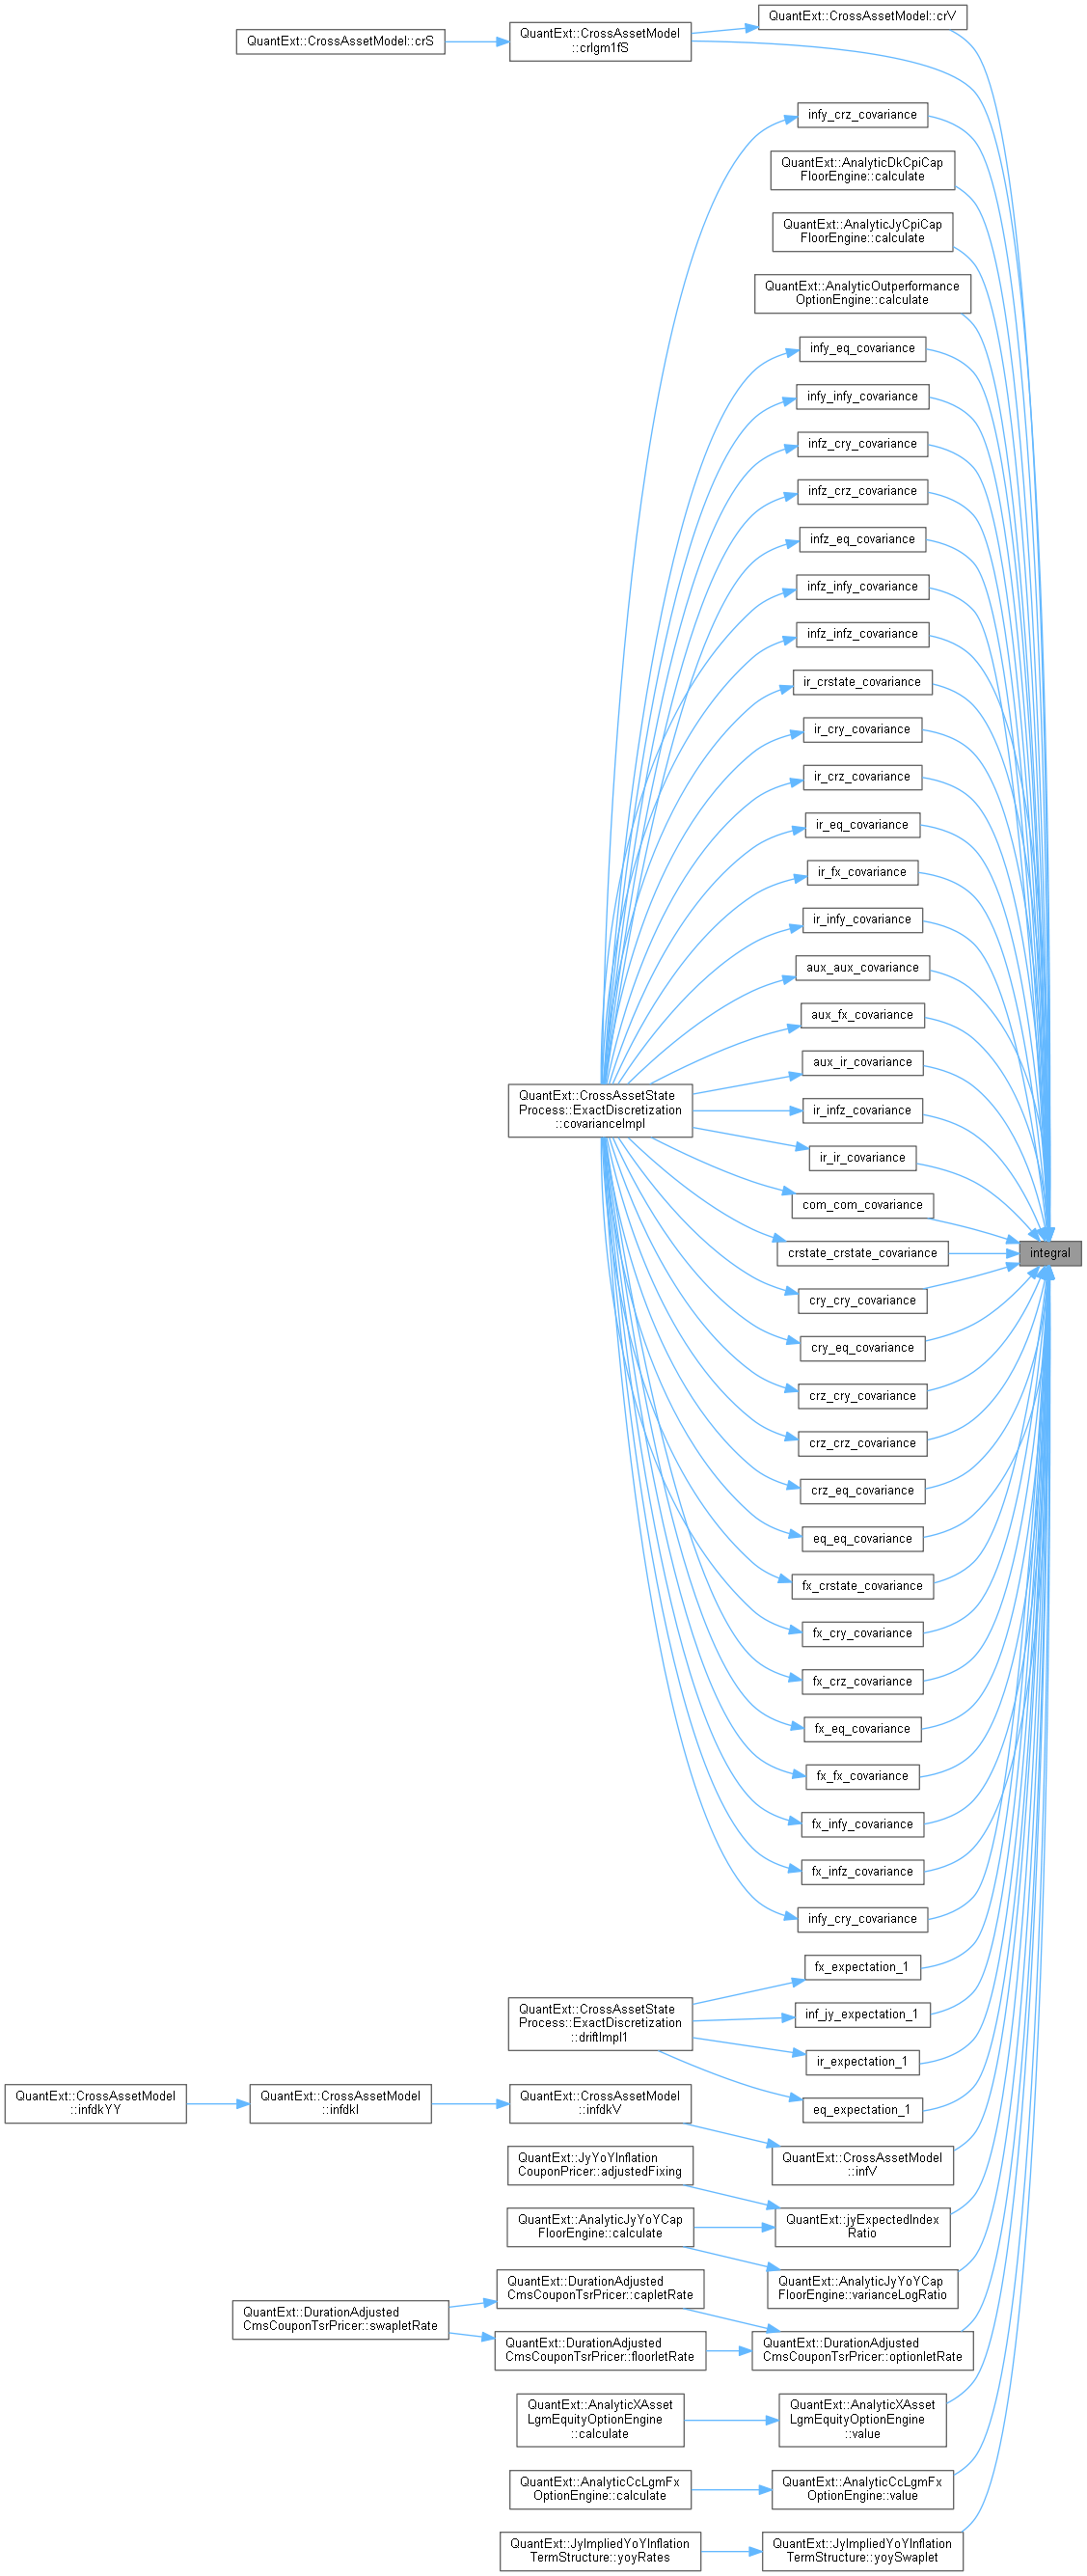 QuantExt::CrossAssetModel::crV
QuantExt::CrossAssetModel
::crlgm1fS
QuantExt::CrossAssetModel::crS
infy_crz_covariance
QuantExt::AnalyticDkCpiCap
FloorEngine::calculate
QuantExt::AnalyticJyCpiCap
FloorEngine::calculate
QuantExt::AnalyticOutperformance
OptionEngine::calculate
infy_eq_covariance
infy_infy_covariance
infz_cry_covariance
infz_crz_covariance
infz_eq_covariance
infz_infy_covariance
infz_infz_covariance
ir_crstate_covariance
ir_cry_covariance
ir_crz_covariance
ir_eq_covariance
ir_fx_covariance
ir_infy_covariance
aux_aux_covariance
aux_fx_covariance
aux_ir_covariance
QuantExt::CrossAssetState
Process::ExactDiscretization
::covarianceImpl
ir_infz_covariance
ir_ir_covariance
com_com_covariance
crstate_crstate_covariance
integral
cry_cry_covariance
cry_eq_covariance
crz_cry_covariance
crz_crz_covariance
crz_eq_covariance
eq_eq_covariance
fx_crstate_covariance
fx_cry_covariance
fx_crz_covariance
fx_eq_covariance
fx_fx_covariance
fx_infy_covariance
fx_infz_covariance
infy_cry_covariance
fx_expectation_1
QuantExt::CrossAssetState
Process::ExactDiscretization
::driftImpl1
inf_jy_expectation_1
ir_expectation_1
eq_expectation_1
QuantExt::CrossAssetModel
::infdkYY
QuantExt::CrossAssetModel
::infdkI
QuantExt::CrossAssetModel
::infdkV
QuantExt::CrossAssetModel
::infV
QuantExt::JyYoYInflation
CouponPricer::adjustedFixing
QuantExt::jyExpectedIndex
Ratio
QuantExt::AnalyticJyYoYCap
FloorEngine::calculate
QuantExt::AnalyticJyYoYCap
FloorEngine::varianceLogRatio
QuantExt::DurationAdjusted
CmsCouponTsrPricer::capletRate
QuantExt::DurationAdjusted
CmsCouponTsrPricer::swapletRate
QuantExt::DurationAdjusted
CmsCouponTsrPricer::floorletRate
QuantExt::DurationAdjusted
CmsCouponTsrPricer::optionletRate
QuantExt::AnalyticXAsset
LgmEquityOptionEngine
::calculate
QuantExt::AnalyticXAsset
LgmEquityOptionEngine
::value
QuantExt::AnalyticCcLgmFx
OptionEngine::calculate
QuantExt::AnalyticCcLgmFx
OptionEngine::value
QuantExt::JyImpliedYoYInflation
TermStructure::yoyRates
QuantExt::JyImpliedYoYInflation
TermStructure::yoySwaplet